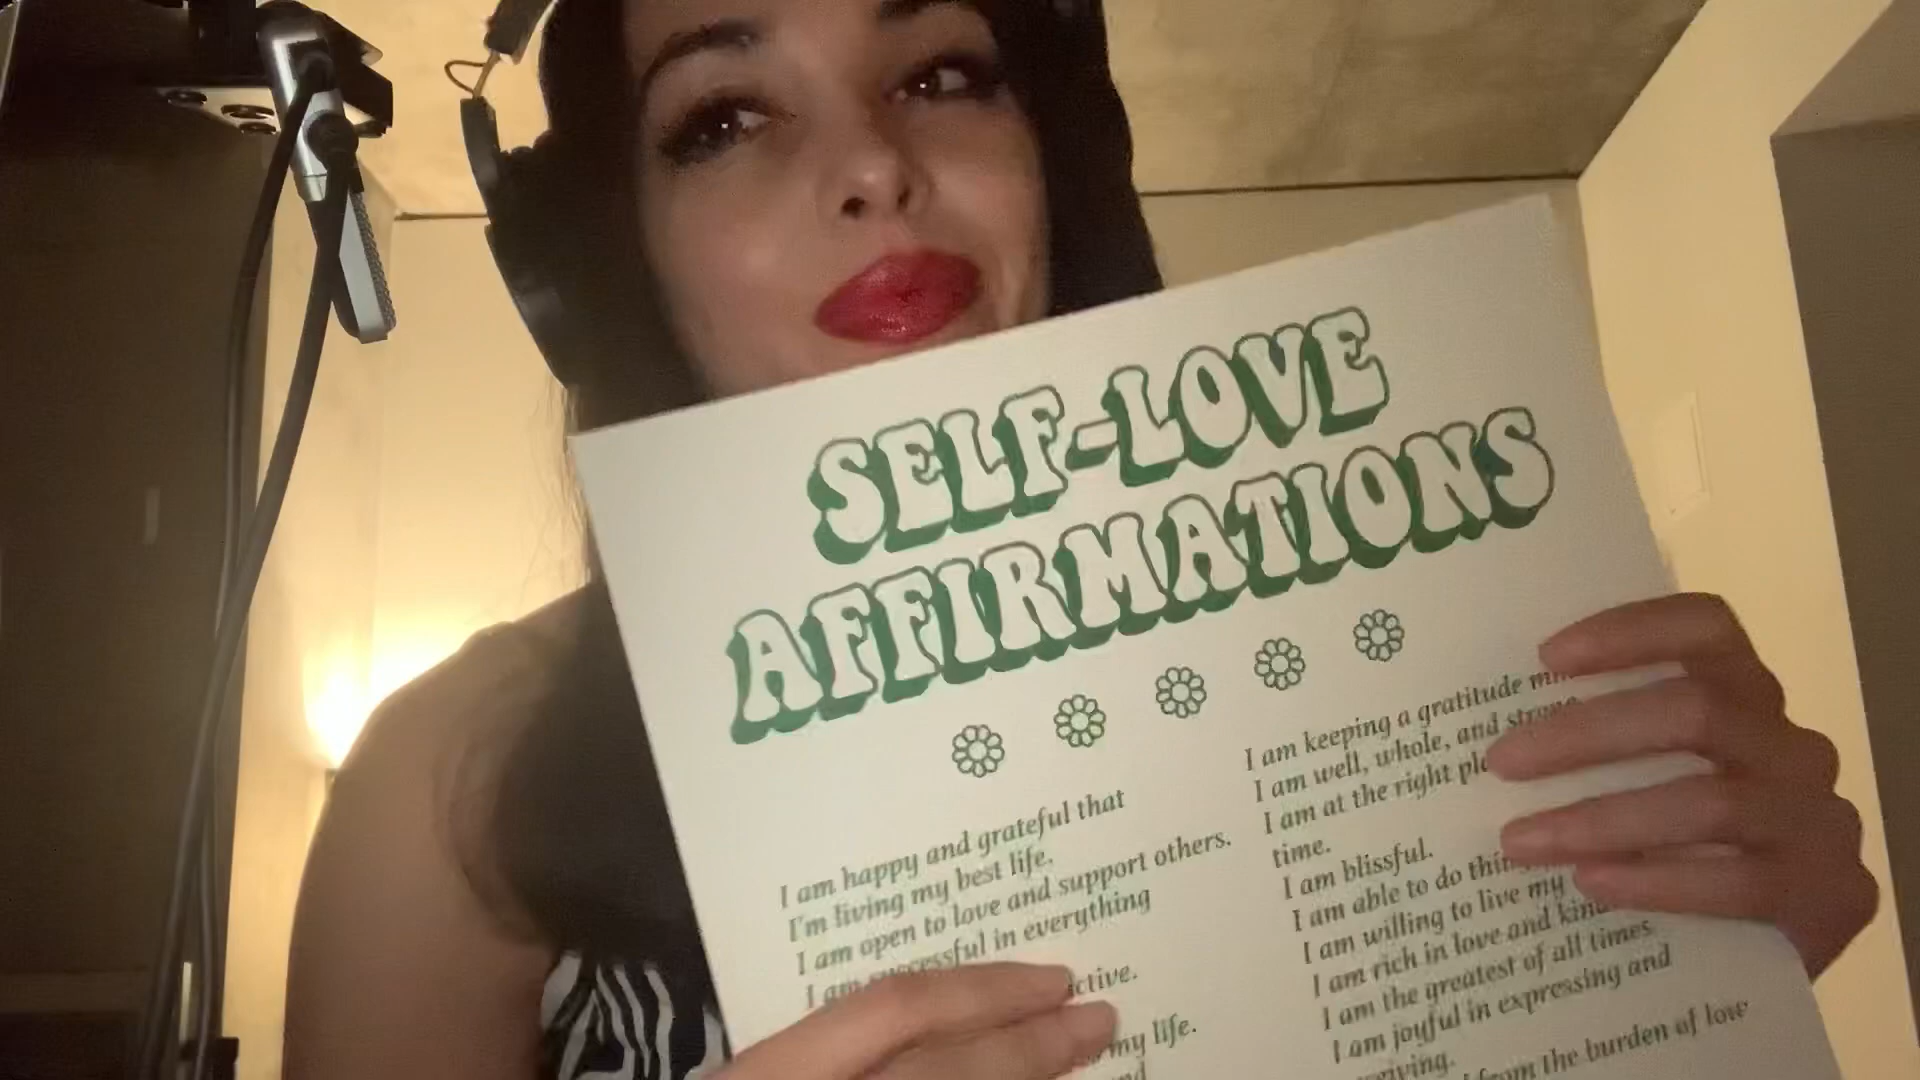 SELF-LOVE
AFFIRMATIONS
I am happy and grateful that
I'm living my best life.
I am open to love and support others.
I am successful in everything
my life.
I am keeping a gratitude
I am well, whole, and strong
I am at the right
time.
I am blissful.
I am able to do
I am willing to live my
I am rich in love and
I am the greatest of all times
I am joyful in expressing and
from the burden of love